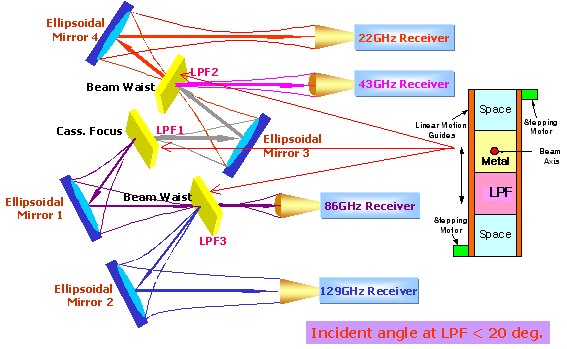 Ellipsoidal
Mirror 4
22GHz Receiver
LPF2
Beam Waist
43GHz Receiver
Cass. Focus
LPF1
Ellipsoidal
Mirror 3
Ellipsoidal
Mirror 1
Beam Waist
LPF3
86GHz Receiver
Ellipsoidal
Mirror 2
129GHz Receiver
Space
Linear Motion
Guides
Stepping
Motor
Metal
Beam
Axis
LPF
Stepping
Motor
Space
Incident angle at LPF < 20 deg.